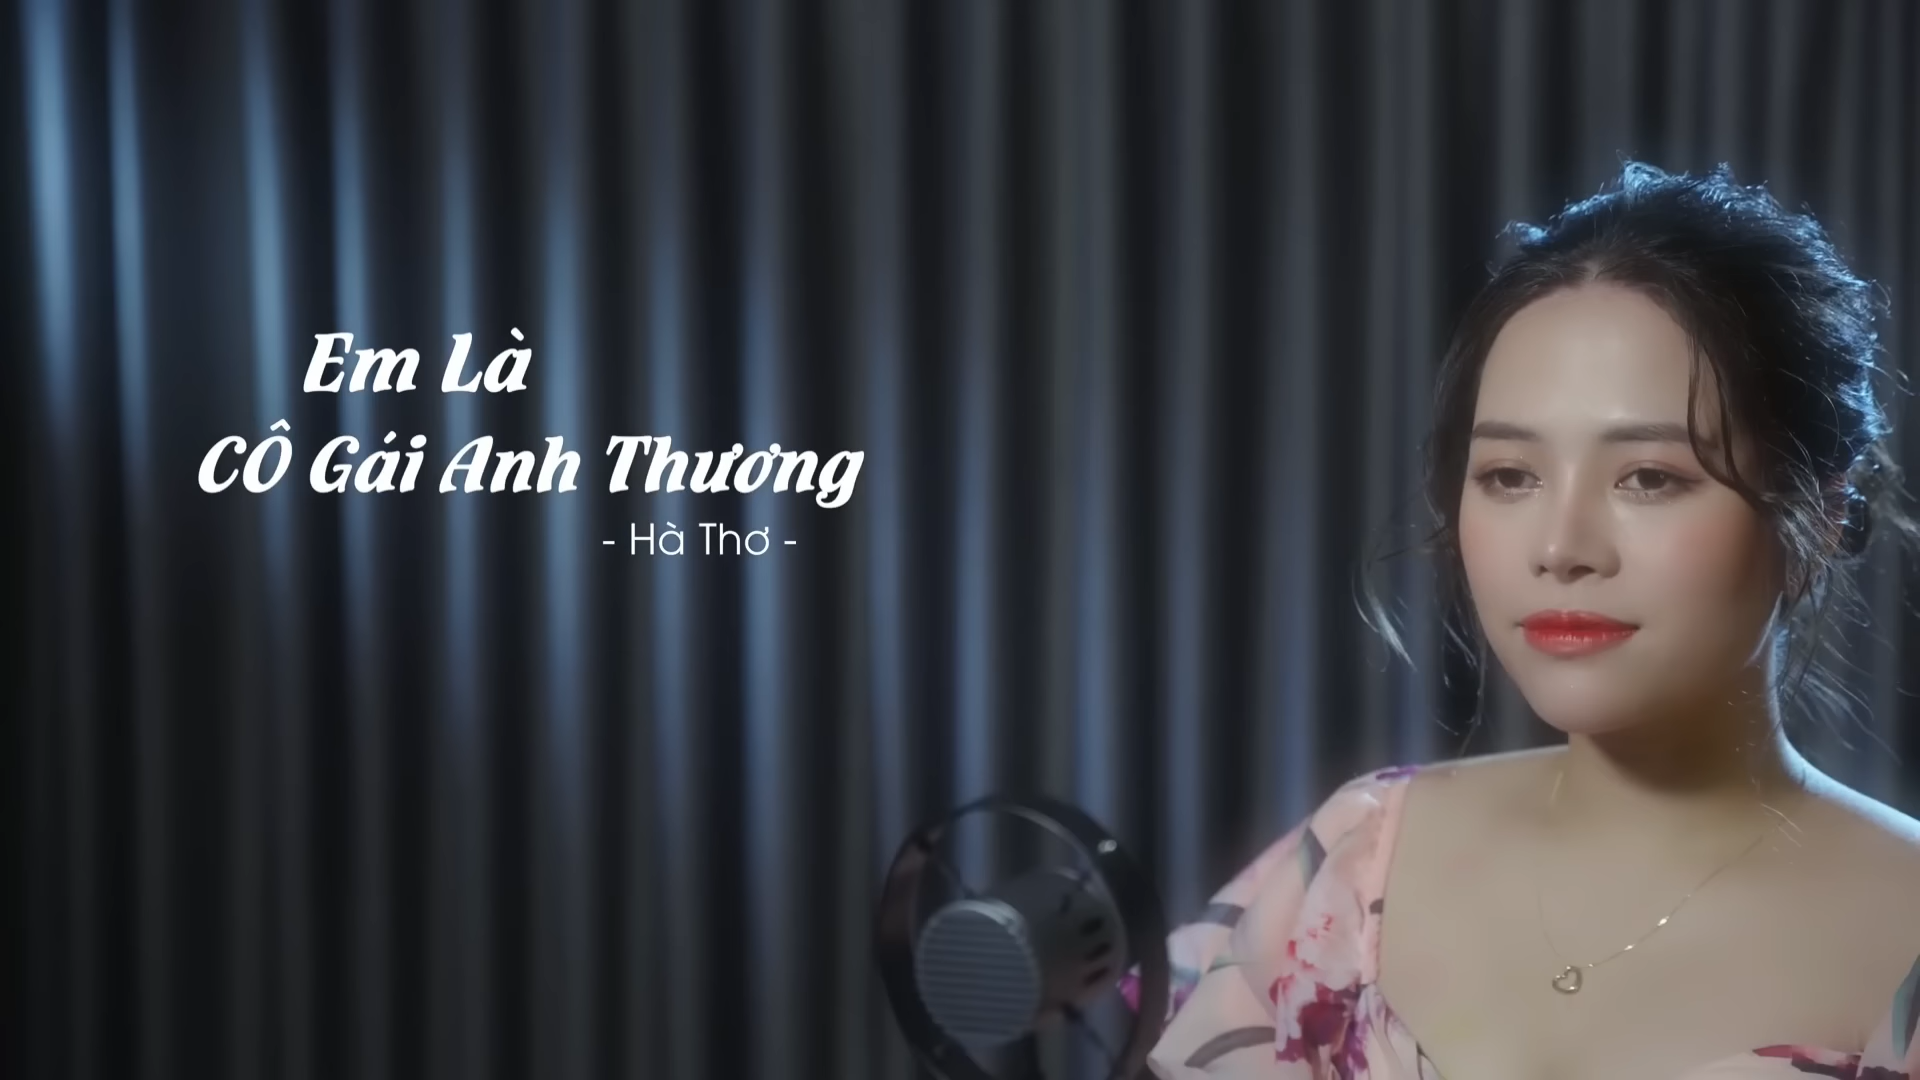 Em Là
CÔ Gái Anh Thương
- Hà Thơ -